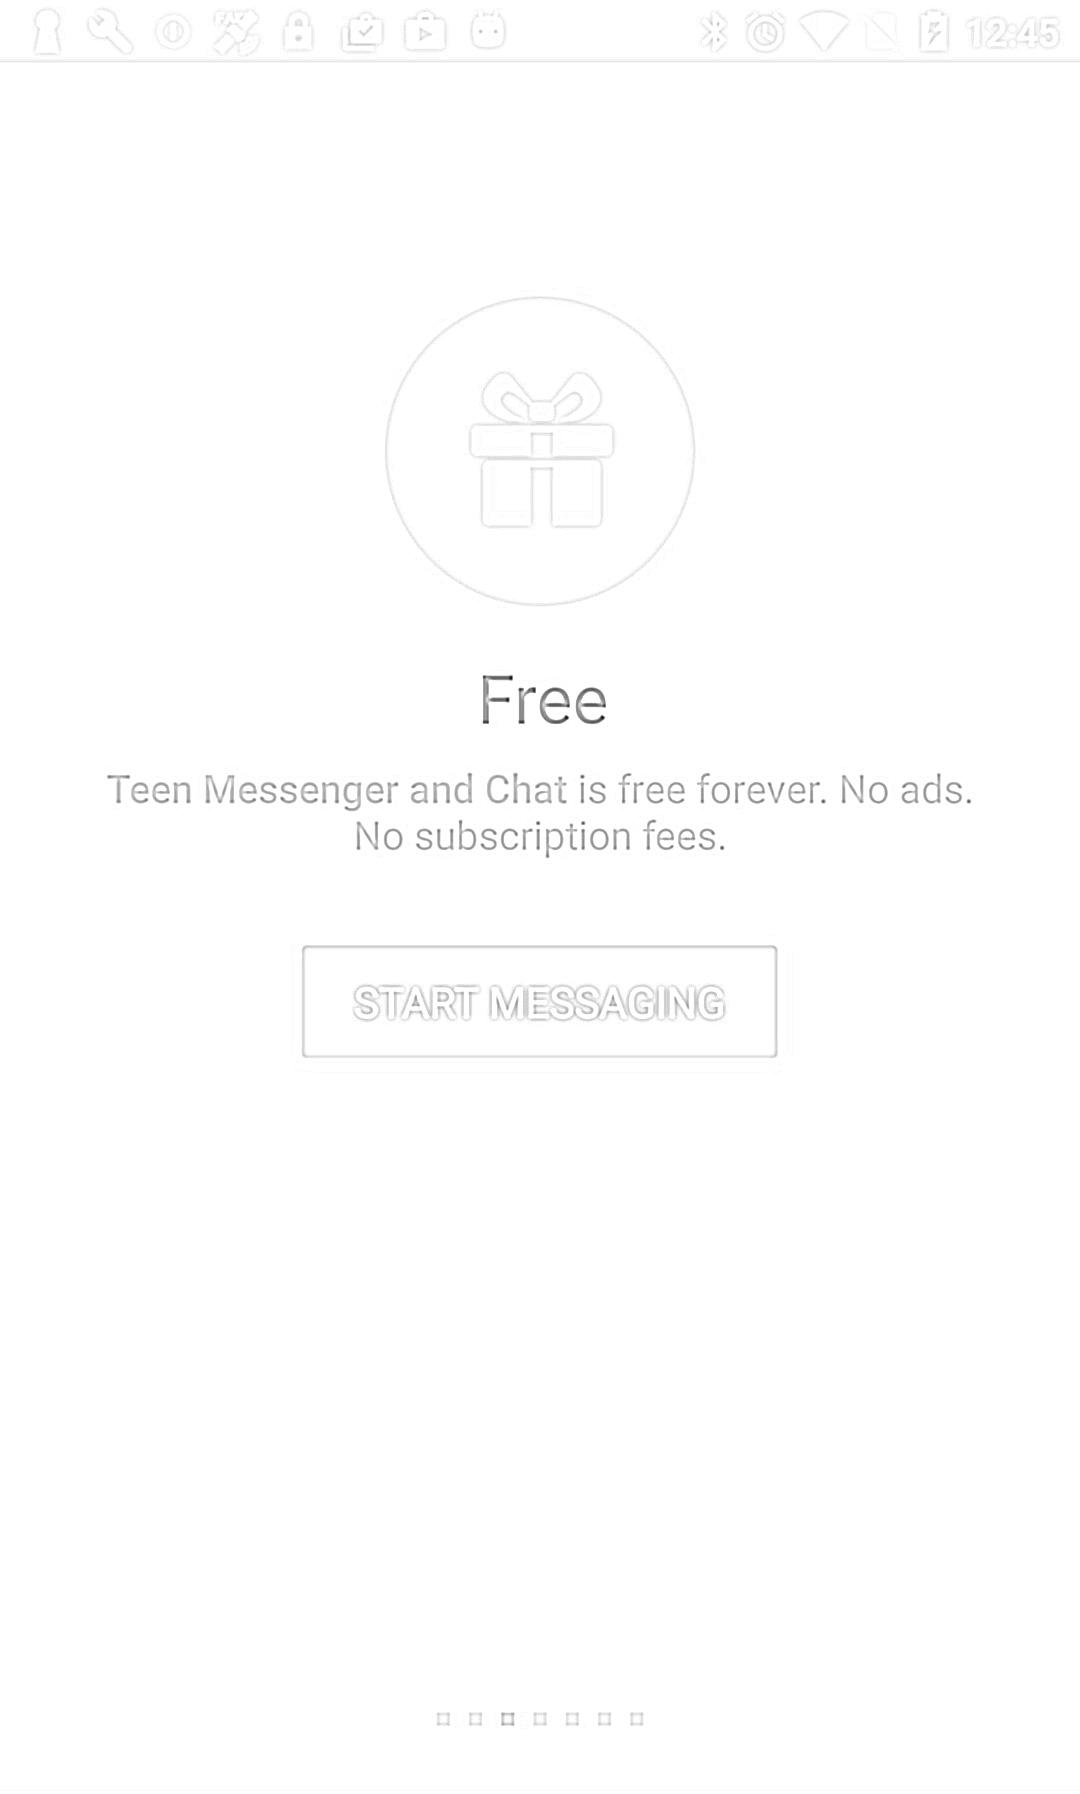 12:45
Free
Teen Messenger and Chat is free forever. No ads.
No subscription fees.
START MESSAGING